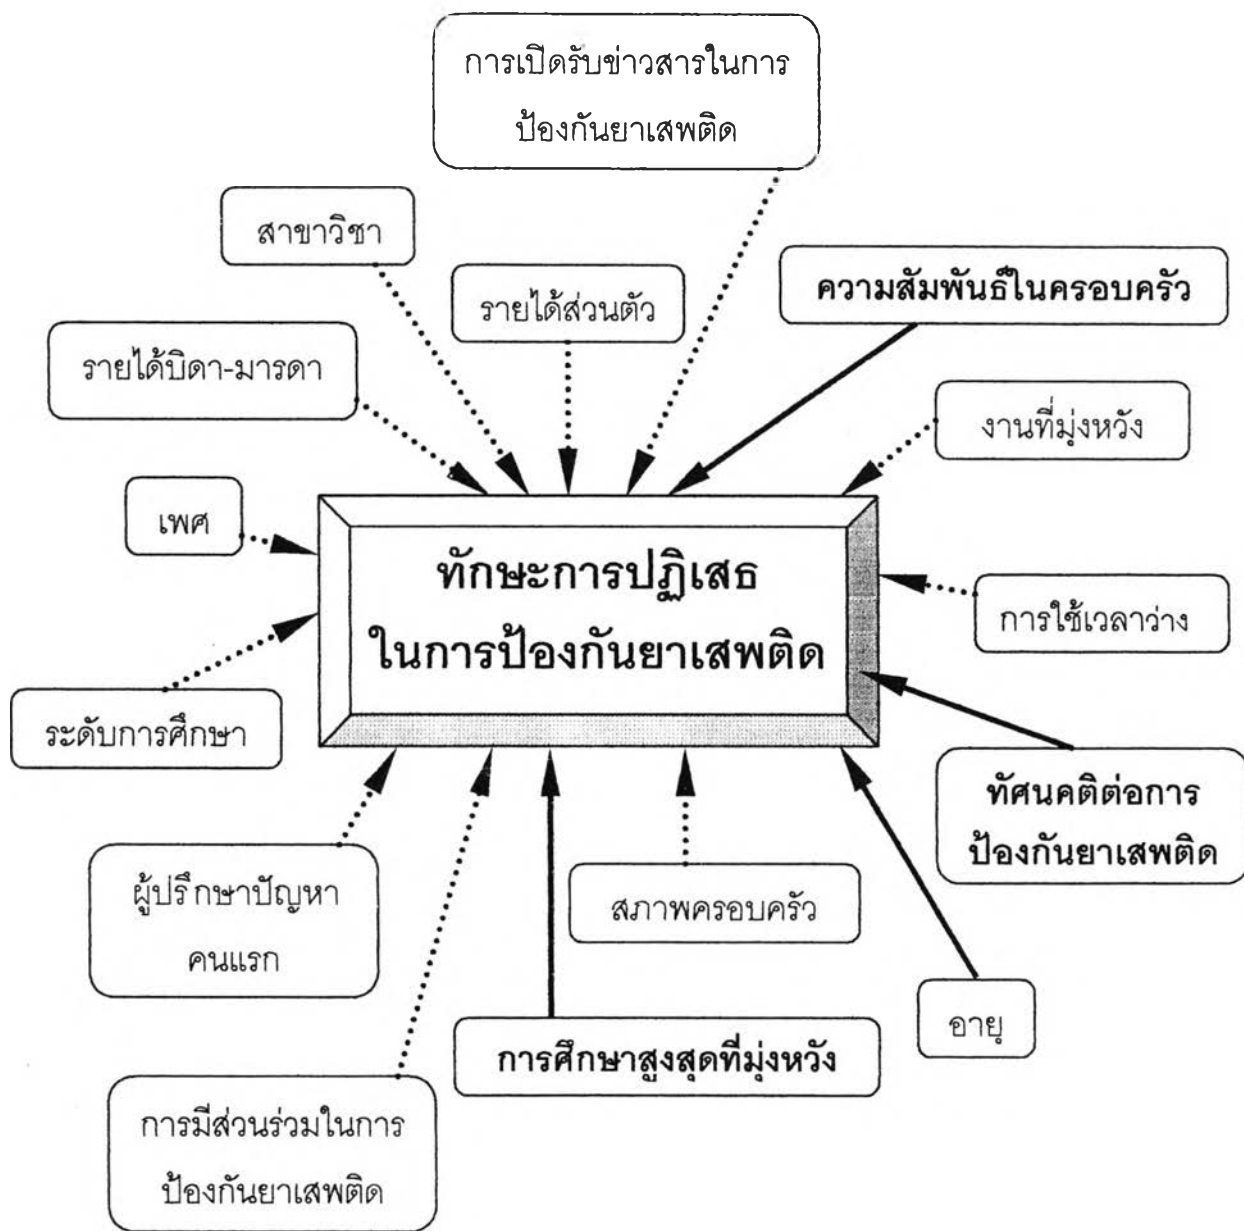 การเปิดรับข่าวสารในการ
ป้องกันยาเสพติด
สาขาวิชา
ความสัมพันธ์ในครอบครัว
รายได้ส่วนตัว
รายได้บิดา-มารดา
งานที่มุ่งหวัง
เพศ
ทักษะการปฏิเสธ
ในการป้องกันยาเสพติด
การใช้เวลาว่าง
ระดับการศึกษา
ทัศนคติต่อการ
ป้องกันยาเสพติด
ผู้ปรึกษาปัญหา
คนแรก
สภาพครอบครัว
อายุ
การศึกษาสูงสุดที่มุ่งหวัง
การมีส่วนร่วมในการ
ป้องกันยาเสพติด